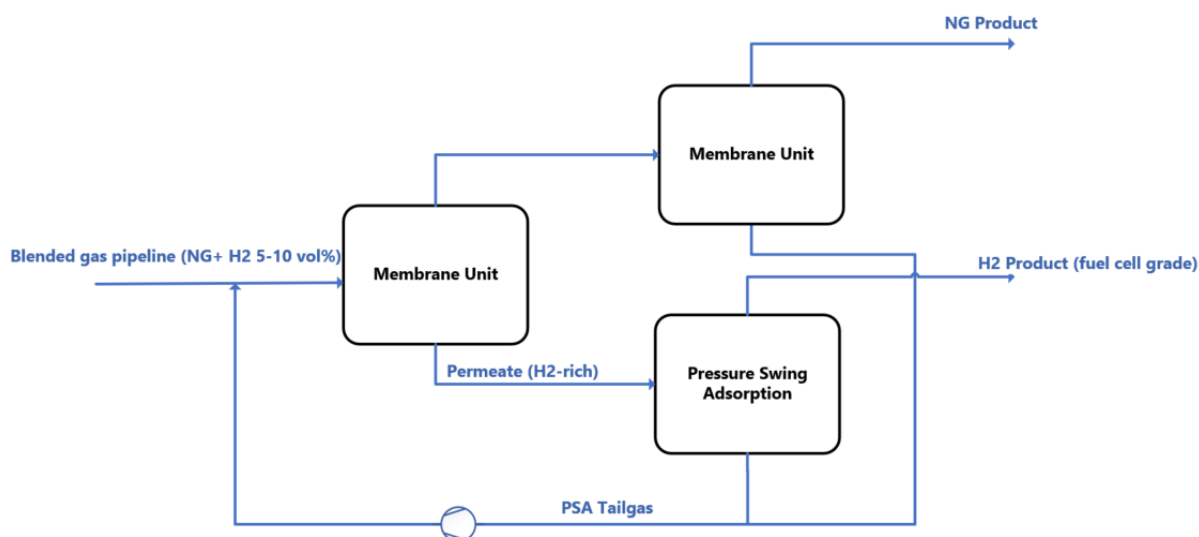 NG Product
Membrane Unit
Blended gas pipeline (NG+ H2 5-10 vol%)
Membrane Unit
H2 Product (fuel cell grade)
Permeate (H2-rich)
Pressure Swing
Adsorption
PSA Tailgas